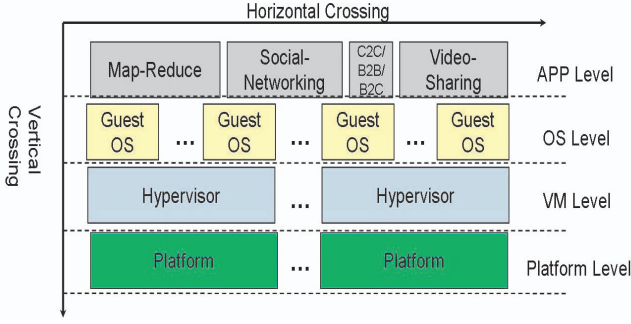 Horizontal Crossing
Vertical
Crossing
Map-Reduce
Social-
Networking
C2C/
B2B/
B2C
Video-
Sharing
APP Level
Guest
OS
...
Guest
OS
...
Guest
OS
...
Guest
OS
OS Level
Hypervisor
...
Hypervisor
VM Level
Platform
...
Platform
Platform Level